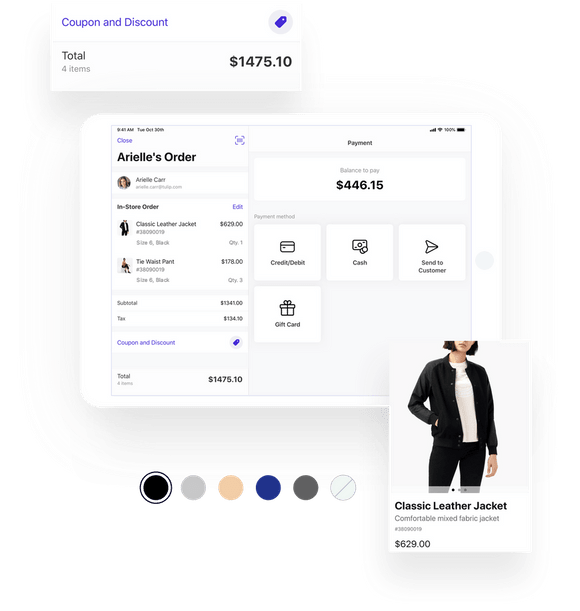 Coupon and Discount
Total
4 items
$1475.10
9:41 AM Tue Oct 30th
100%
Close
Payment
Arielle's Order
Arielle Carr
arielle.carr@tulip.com
Balance to pay
$446.15
In-Store Order
Edit
Payment method
Classic Leather Jacket
$629.00
#38090019
Size 6, Black
Qty. 1
Credit/Debit
Cash
Send to
Customer
Tie Waist Pant
$178.00
#38090019
Size 6, Black
Qty. 3
Gift Card
Subtotal
$1341.00
Tax
$134.10
Coupon and Discount
Total
4 items
$1475.10
Classic Leather Jacket
Comfortable mixed fabric jacket
#38090019
$629.00